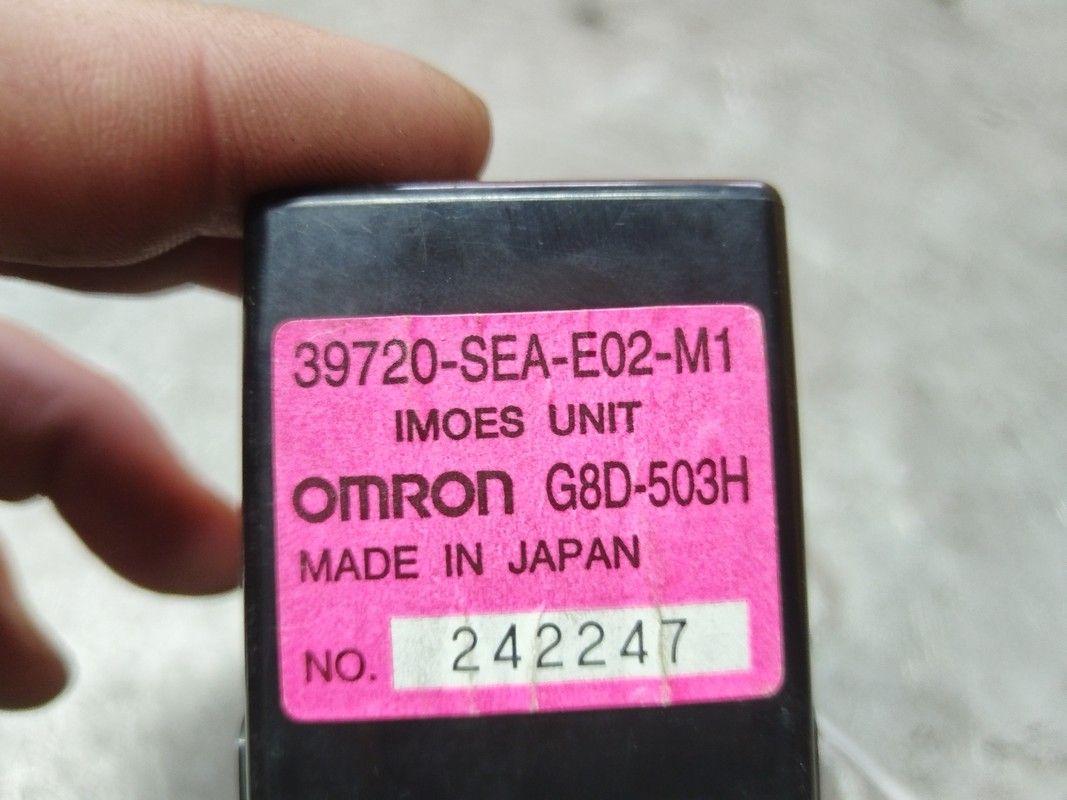 39720-SEA-E02-M1
IMOES UNIT
OMRON G8D-503H
MADE IN JAPAN
NO. 242247